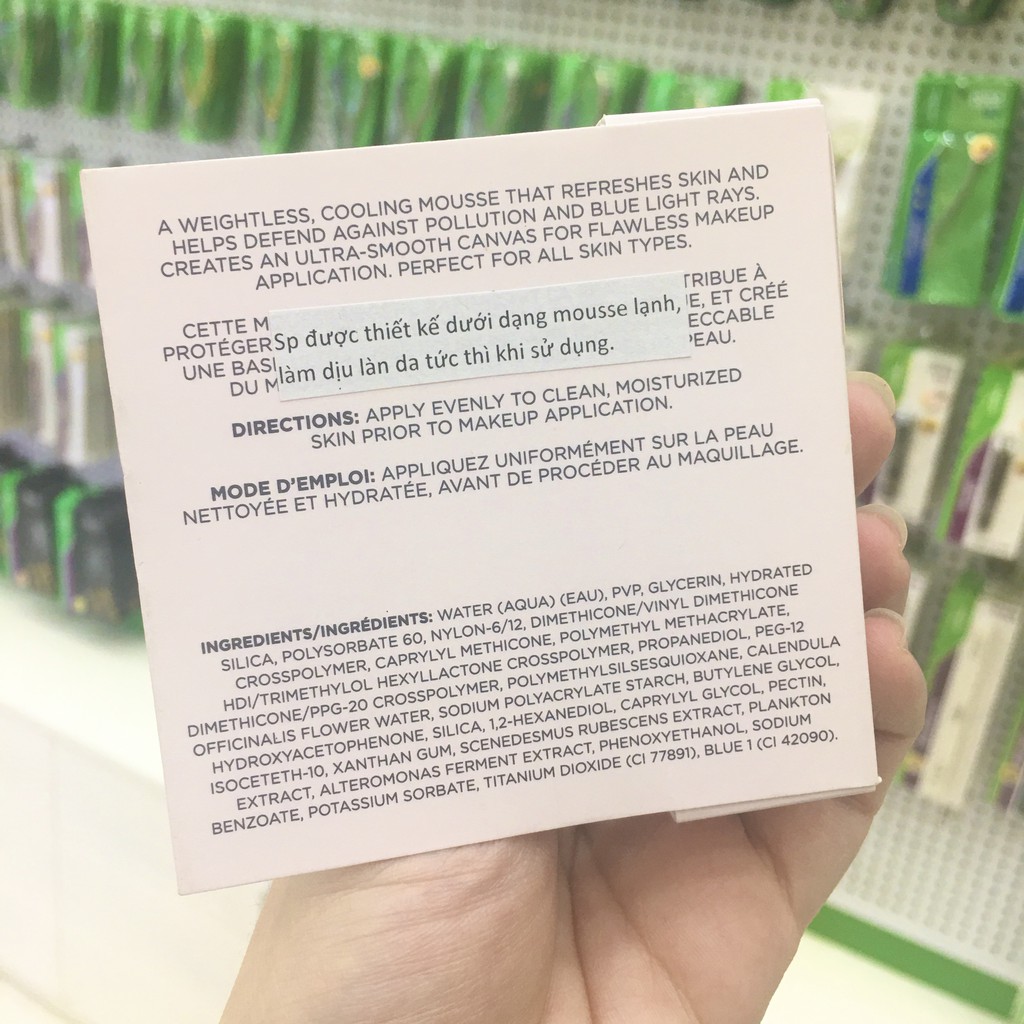 A WEIGHTLESS, COOLING MOUSSE THAT REFRESHES SKIN AND
HELPS DEFEND AGAINST POLLUTION AND BLUE LIGHT RAYS.
CREATES AN ULTRA-SMOOTH CANVAS FOR FLAWLESS MAKEUP
APPLICATION. PERFECT FOR ALL SKIN TYPES.
CETTE À
PROTÉGER ET CRÉÉ
UNE
DU
Sp được thiết kế dưới dạng mousse lạnh,
làm dịu làn da tức thì khi sử dụng.
DIRECTIONS: APPLY EVENLY TO CLEAN, MOISTURIZED
SKIN PRIOR TO MAKEUP APPLICATION.
MODE D'EMPLOI: APPLIQUEZ UNIFORMÉMENT SUR LA PEAU
NETTOYÉE ET HYDRATÉE, AVANT DE PROCÉDER AU MAQUILLAGE.
INGREDIENTS/INGRÉDIENTS: WATER (AQUA) (EAU), PVP, GLYCERIN, HYDRATED
SILICA, POLYSORBATE 60, NYLON-6/12, DIMETHICONE/VINYL DIMETHICONE
CROSSPOLYMER, CAPRYLYL METHICONE, POLYMETHYL METHACRYLATE,
HDI/TRIMETHYLOL HEXYLLACTONE CROSSPOLYMER, PROPANEDIOL, PEG-12
DIMETHICONE/PPG-20 CROSSPOLYMER, POLYMETHYLSILSESQUIOXANE, CALENDULA
OFFICINALIS FLOWER WATER, SODIUM POLYACRYLATE STARCH, BUTYLENE GLYCOL,
HYDROXYACETOPHENONE, SILICA, 1,2-HEXANEDIOL, CAPRYLYL GLYCOL, PECTIN,
ISOCETETH-10, XANTHAN GUM, SCENEDESMUS RUBESCENS EXTRACT, PLANKTON
EXTRACT, ALTEROMONAS FERMENT EXTRACT, PHENOXYETHANOL, SODIUM
BENZOATE, POTASSIUM SORBATE, TITANIUM DIOXIDE (CI 77891), BLUE 1 (CI 42090).